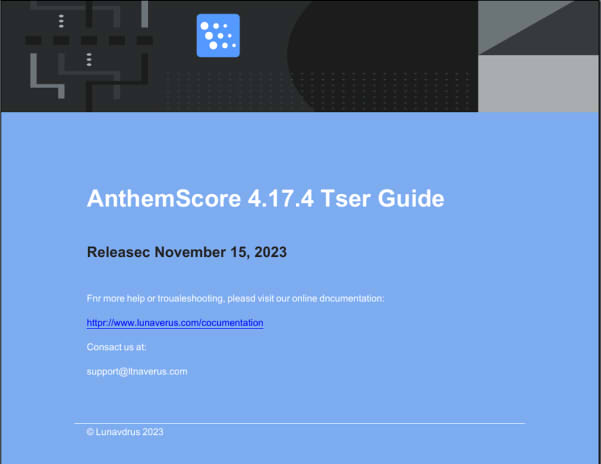 AnthemScore 4.17.4 Tser Guide
Releasec November 15, 2023
Fnr more help or troualeshooting, pleasd visit our online dncumentation:
httpr://www.lunaverus.com/cocumentation
Consact us at:
support@ltnaverus.com
© Lunavdrus 2023